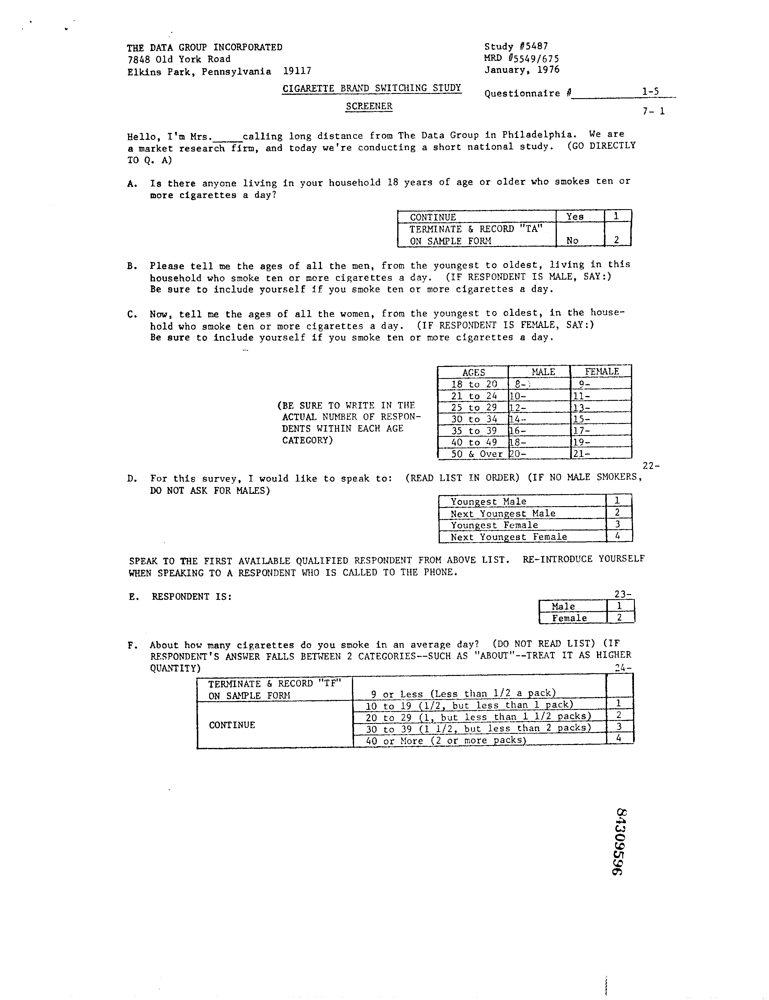 THE DATA GROUP INCORPORATED
7848 Old York Road
Elkins Park, Pennsylvania 19117
Study #5487
MRD #5549/675
January, 1976
CIGARETTE BRAND SWITCHING STUDY
Questionnaire # 1-5
SCREENER
7- 1
Hello, I'm Mrs.____calling long distance from The Data Group in Philadelphia. We are
a market research firm, and today we're conducting a short national study. (GO DIRECTLY
TO Q. A)
A. Is there anyone living in your household 18 years of age or older who smokes ten or
more cigarettes a day?
CONTINUE Yes 1
TERMINATE & RECORD "TA"
ON SAMPLE FORM No 2
B. Please tell me the ages of all the men, from the youngest to oldest, living in this
household who smoke ten or more cigarettes a day. (IF RESPONDENT IS MALE, SAY:)
Be sure to include yourself if you smoke ten or more cigarettes a day.
C. Now, tell me the ages of all the women, from the youngest to oldest, in the house-
hold who smoke ten or more cigarettes a day. (IF RESPONDENT IS FEMALE, SAY:)
Be sure to include yourself if you smoke ten or more cigarettes a day.
(BE SURE TO WRITE IN THE
ACTUAL NUMBER OF RESPON-
DENTS WITHIN EACH AGE
CATEGORY)
AGES MALE FEMALE
18 to 20 8- 9-
21 to 24 10- 11-
25 to 29 12- 13-
30 to 34 14- 15-
35 to 39 16- 17-
40 to 49 18- 19-
50 & Over 20- 21-
22-
D. For this survey, I would like to speak to: (READ LIST IN ORDER) (IF NO MALE SMOKERS,
DO NOT ASK FOR MALES)
Youngest Male 1
Next Youngest Male 2
Youngest Female 3
Next Youngest Female 4
SPEAK TO THE FIRST AVAILABLE QUALIFIED RESPONDENT FROM ABOVE LIST. RE-INTRODUCE YOURSELF
WHEN SPEAKING TO A RESPONDENT WHO IS CALLED TO THE PHONE.
E. RESPONDENT IS:
23-
Male 1
Female 2
F. About how many cigarettes do you smoke in an average day? (DO NOT READ LIST) (IF
RESPONDENT'S ANSWER FALLS BETWEEN 2 CATEGORIES--SUCH AS "ABOUT"--TREAT IT AS HIGHER
QUANTITY)
24-
TERMINATE & RECORD "TF"
ON SAMPLE FORM 9 or Less (Less than 1/2 a pack)
10 to 19 (1/2, but less than 1 pack) 1
20 to 29 (1, but less than 1 1/2 packs) 2
CONTINUE
30 to 39 (1 1/2, but less than 2 packs) 3
40 or More (2 or more packs) 4
84309596